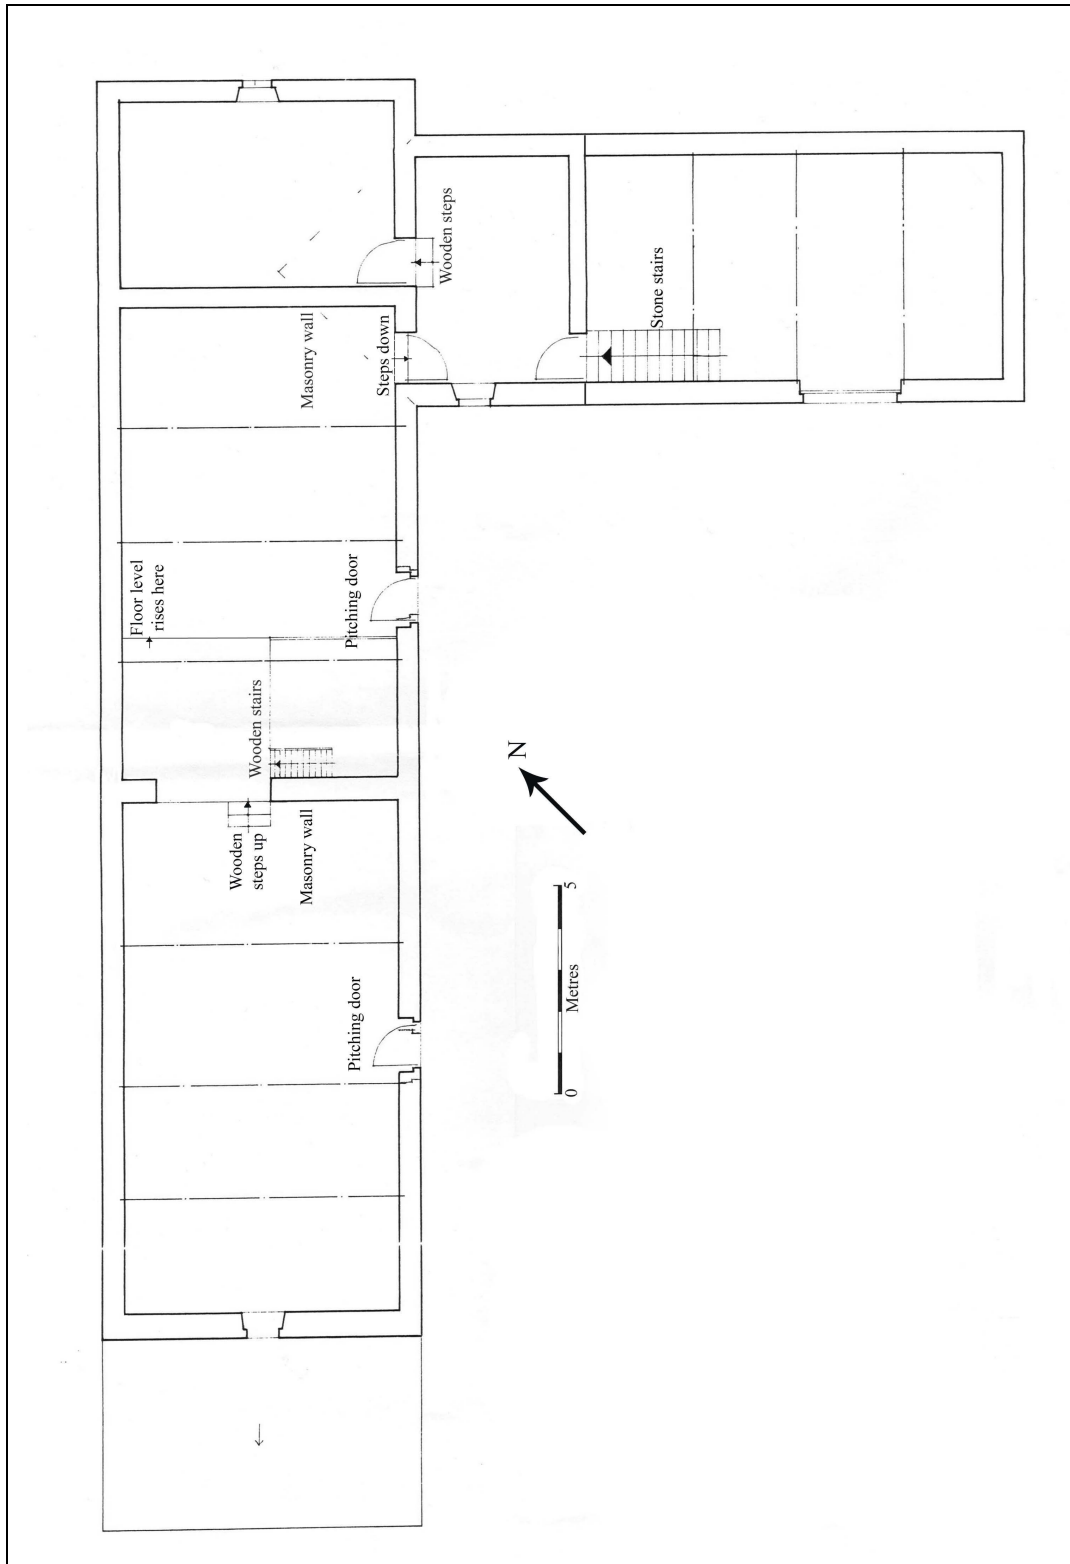 Wooden steps
Stone stairs
Masonry wall
Steps down
Floor level
rises here
Pitching door
Wooden stairs
Wooden
steps up
Masonry wall
N
Pitching door
0
Metres
5